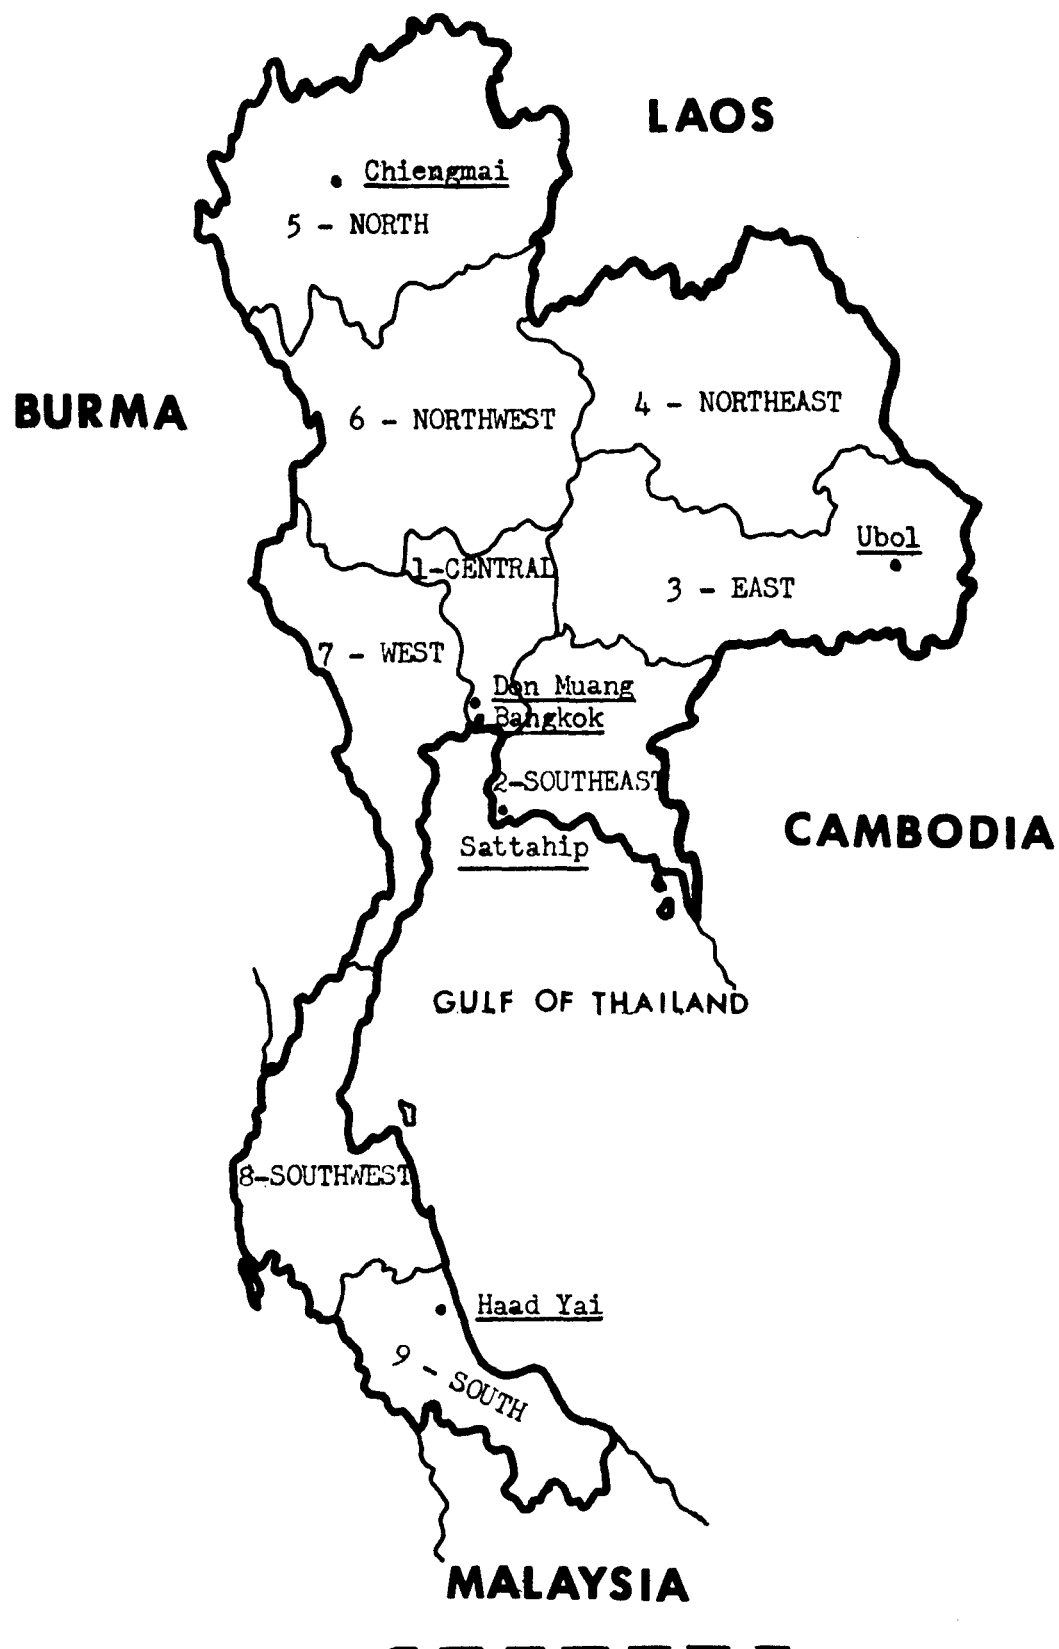 LAOS
Chiengmai
5 - NORTH
BURMA
6 - NORTHWEST
4 - NORTHEAST
Ubol
1-CENTRAL
3 - EAST
7 - WEST
Don Muang
Bangkok
2-SOUTHEAST
CAMBODIA
Sattahip
GULF OF THAILAND
8-SOUTHWEST
Haad Yai
9 - SOUTH
MALAYSIA